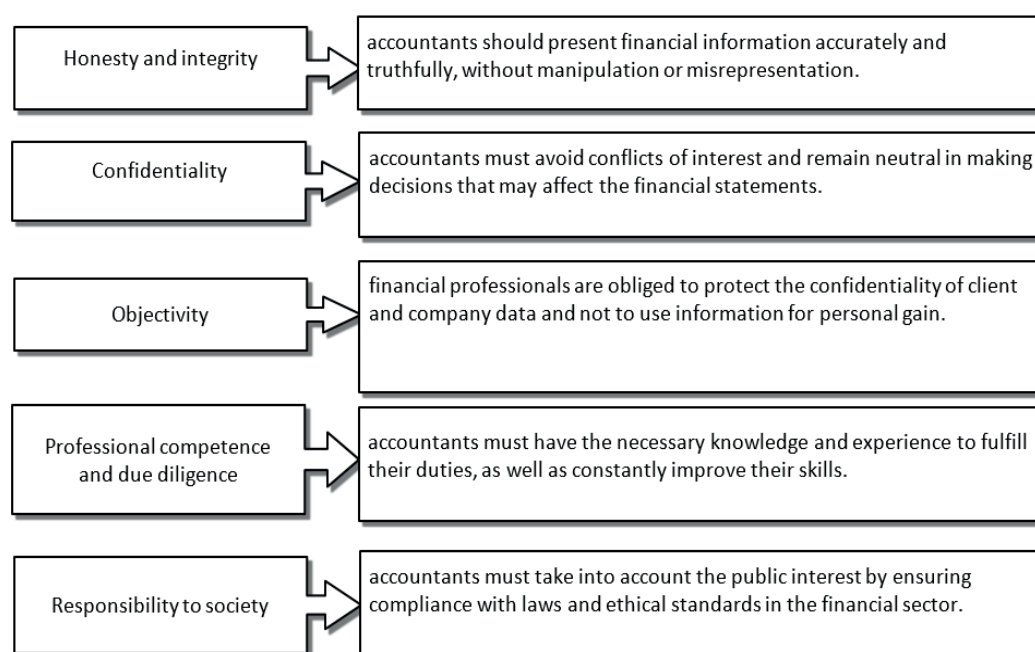 Honesty and integrity
accountants should present financial information accurately and
truthfully, without manipulation or misrepresentation.
Confidentiality
accountants must avoid conflicts of interest and remain neutral in making
decisions that may affect the financial statements.
Objectivity
financial professionals are obliged to protect the confidentiality of client
and company data and not to use information for personal gain.
Professional competence
and due diligence
accountants must have the necessary knowledge and experience to fulfill
their duties, as well as constantly improve their skills.
Responsibility to society
accountants must take into account the public interest by ensuring
compliance with laws and ethical standards in the financial sector.